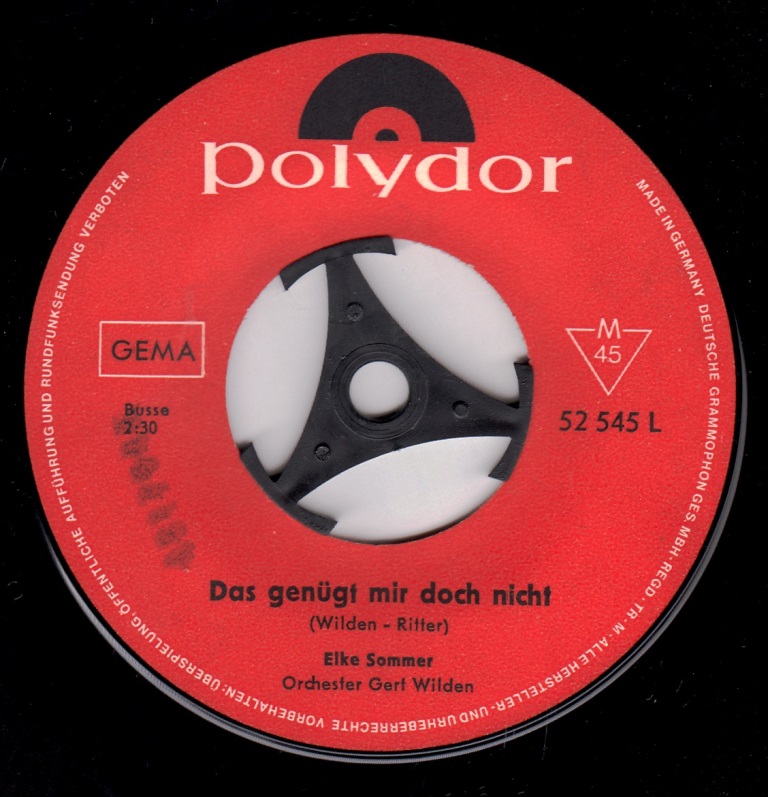 polydor
MADE IN GERMANY DEUTSCHE GRAMMOPHON GES. MBH · REGD · TR · M · ALLE HERSTELLER- UND URHEBERRECHTE VORBEHALTEN: ÜBERSPIELUNG, ÖFFENTLICHE AUFFÜHRUNG UND RUNDFUNKSENDUNG VERBOTEN
GEMA
M
45
Busse
2:30
52 545 L
Das genügt mir doch nicht
(Wilden - Ritter)
Elke Sommer
Orchester Gert Wilden